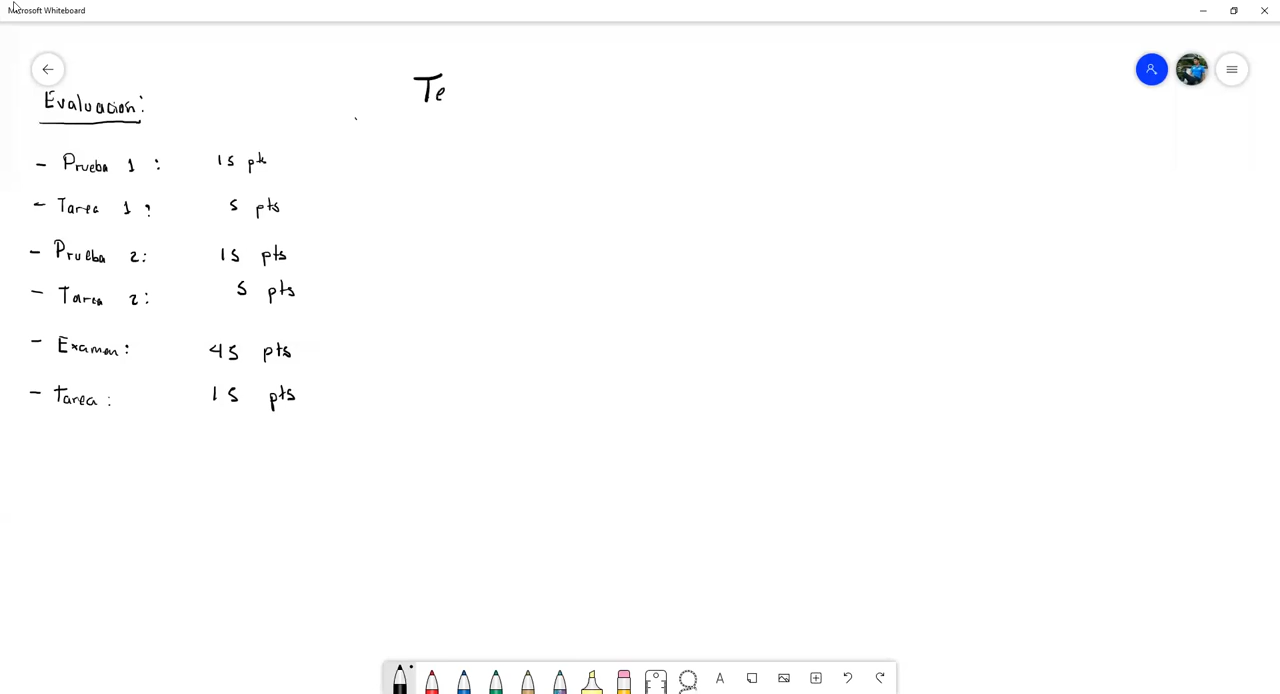 Microsoft Whiteboard
Te
Evaluación:
- Prueba 1 : 15 pts
- Tarea 1 : 5 pts
- Prueba 2: 15 pts
- Tarea 2: 5 pts
- Examen: 45 pts
- Tarea: 15 pts
A